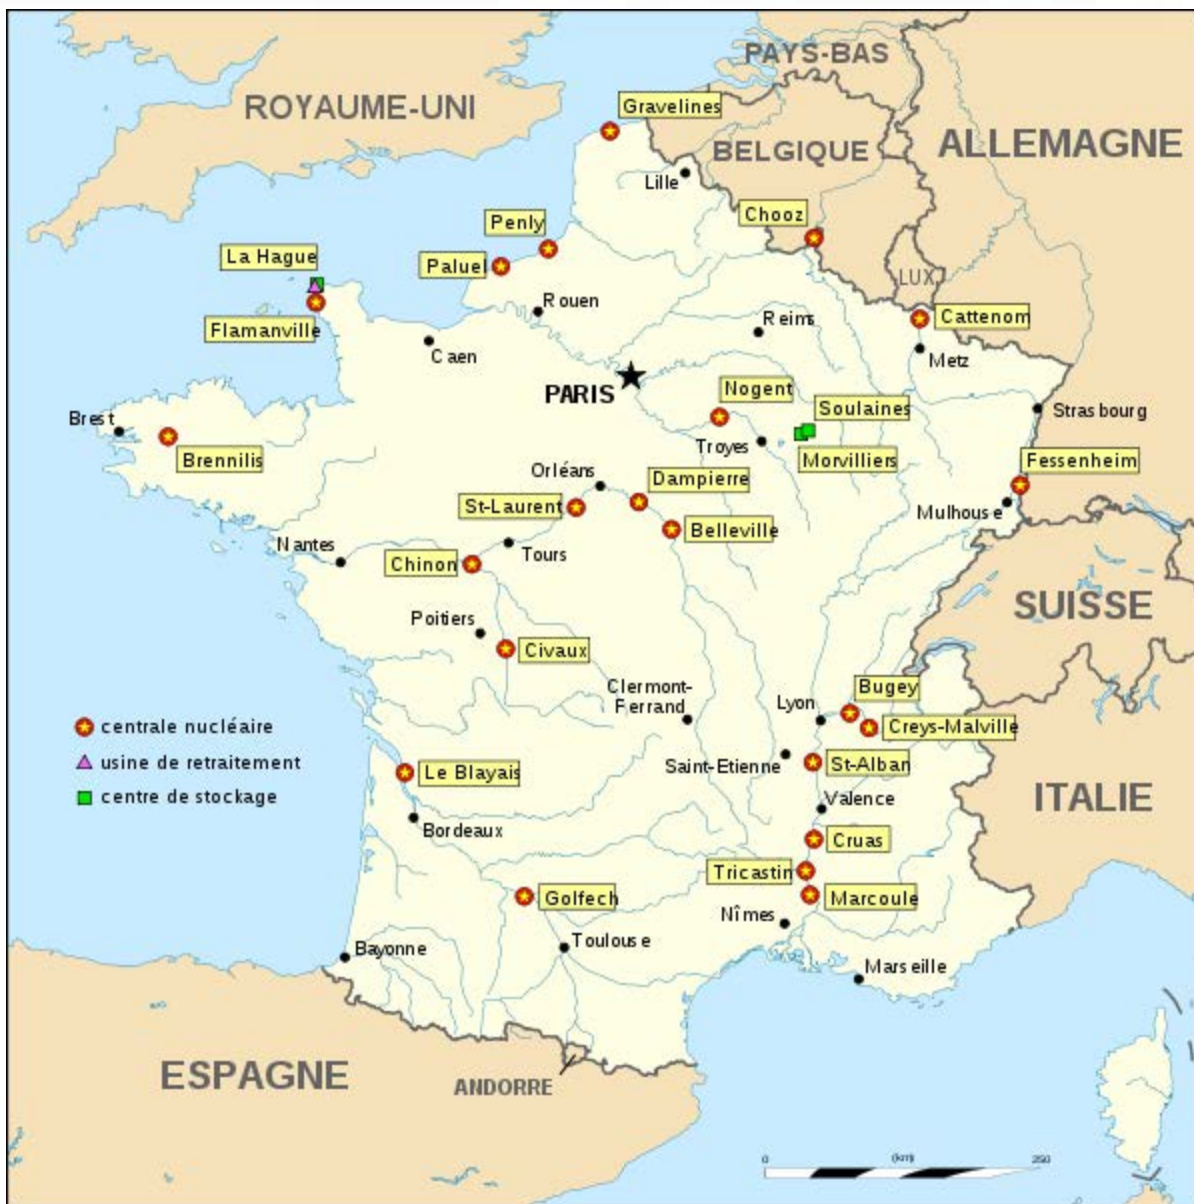 PAYS-BAS
ROYAUME-UNI
Gravelines
ALLEMAGNE
BELGIQUE
Lille
Penly
Chooz
La Hague
Paluel
LUX
Rouen
Reims
Cattenom
Flamanville
Caen
Metz
PARIS
Nogent
Soulaines
Strasbourg
Brest
Troyes
Brennilis
Morvilliers
Fessenheim
Orléans
Dampierre
St-Laurent
Mulhouse
Belleville
Nantes
Chinon
Tours
SUISSE
Poitiers
Civaux
Clermont-
Ferrand
Bugey
Lyon
centrale nucléaire
Creys-Malville
usine de retraitement
Saint-Etienne
St-Alban
Le Blayais
centre de stockage
Valence
ITALIE
Bordeaux
Cruas
Tricastin
Golfech
Marcoule
Nîmes
Bayonne
Toulouse
Marseille
ESPAGNE
ANDORRE
0
(km)
250